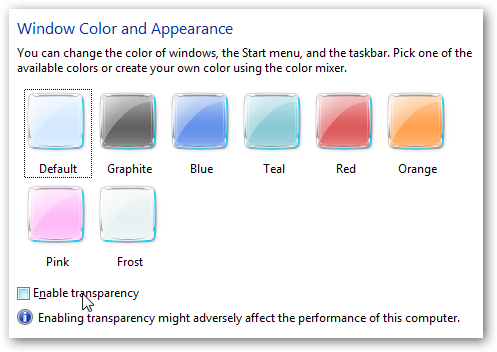 Window Color and Appearance
You can change the color of windows, the Start menu, and the taskbar. Pick one of the
available colors or create your own color using the color mixer.
Default Graphite Blue Teal Red Orange
Pink Frost
Enable transparency
Enabling transparency might adversely affect the performance of this computer.